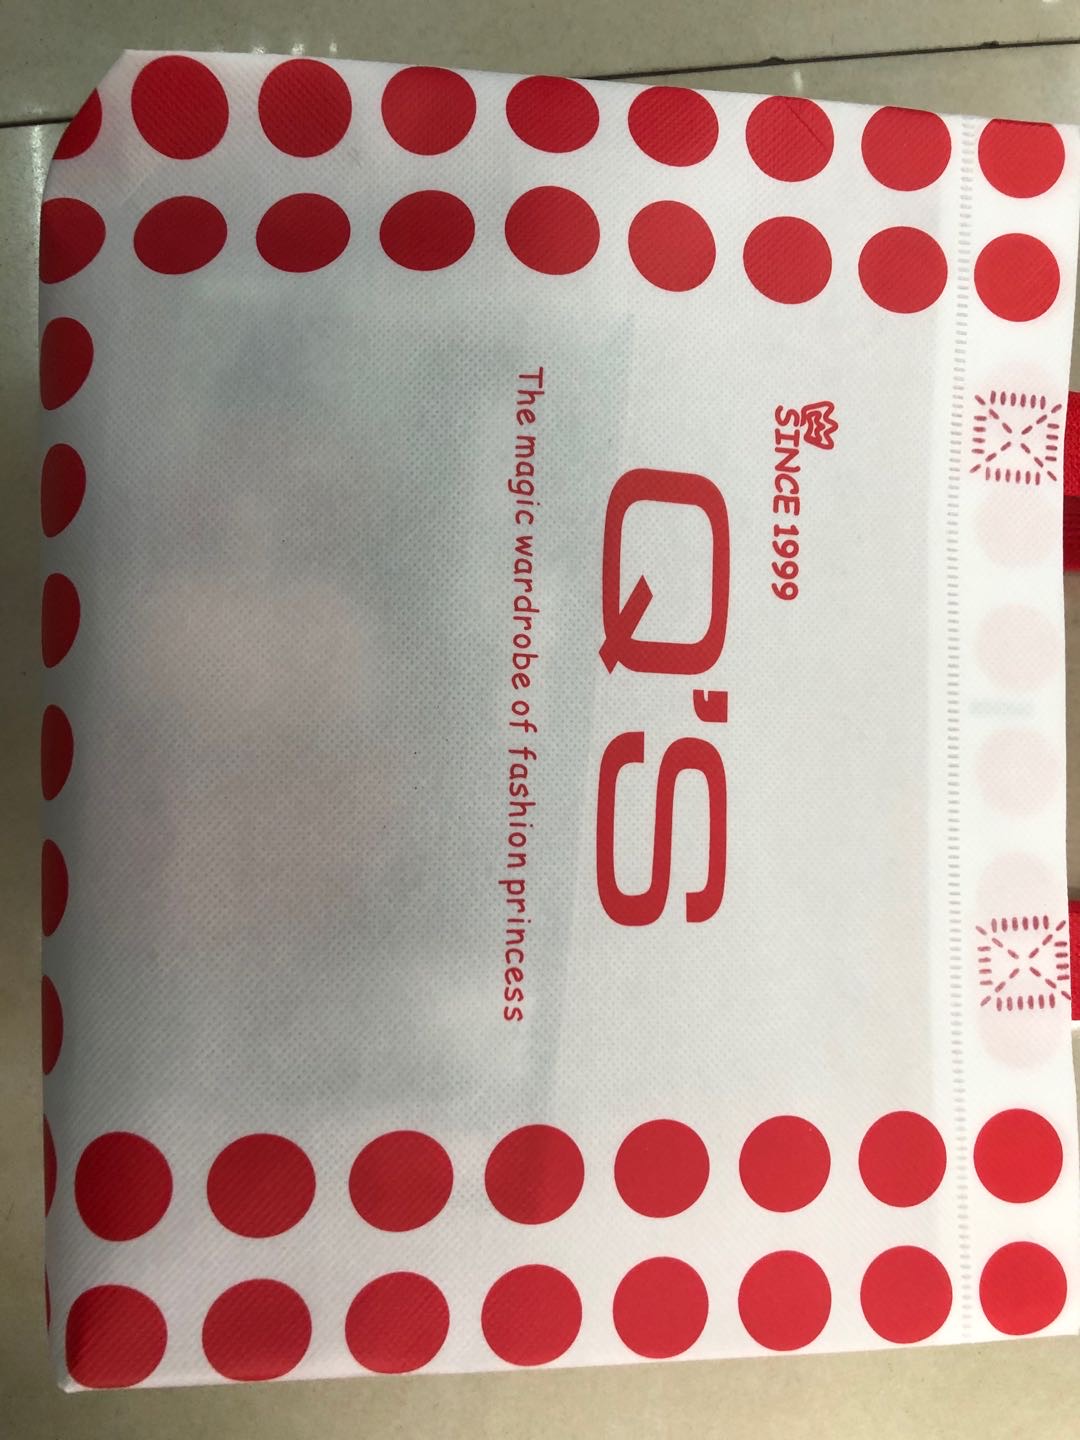 SINCE 1999
Q'S
The magic wardrobe of fashion princess